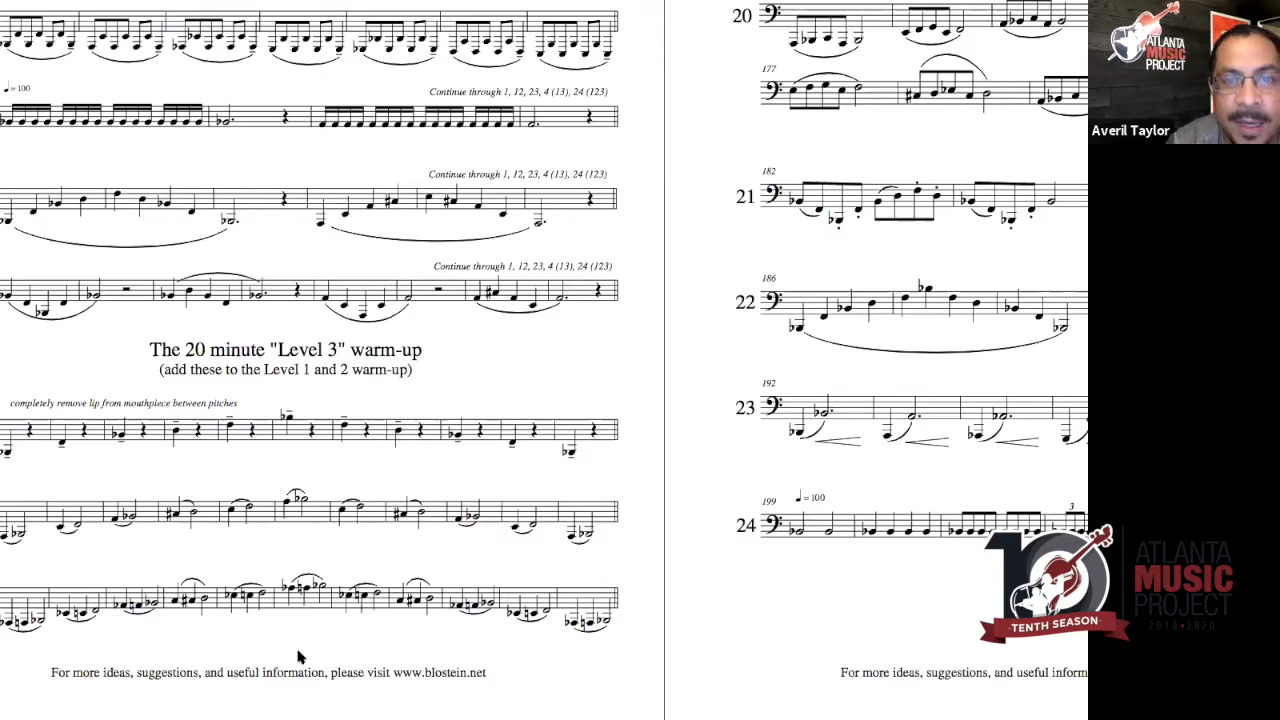 ♩ = 100
Continue through 1, 12, 23, 4 (13), 24 (123)
Continue through 1, 12, 23, 4 (13), 24 (123)
Continue through 1, 12, 23, 4 (13), 24 (123)
The 20 minute "Level 3" warm-up
(add these to the Level 1 and 2 warm-up)
completely remove lip from mouthpiece between pitches
For more ideas, suggestions, and useful information, please visit www.blostein.net
20
177
182
21
186
22
192
23
199
♩ = 100
24
3
For more ideas, suggestions, and useful inform
ATLANTA
MUSIC
PROJECT
Averil Taylor
10
TENTH SEASON
ATLANTA
MUSIC
PROJECT
2010•2020